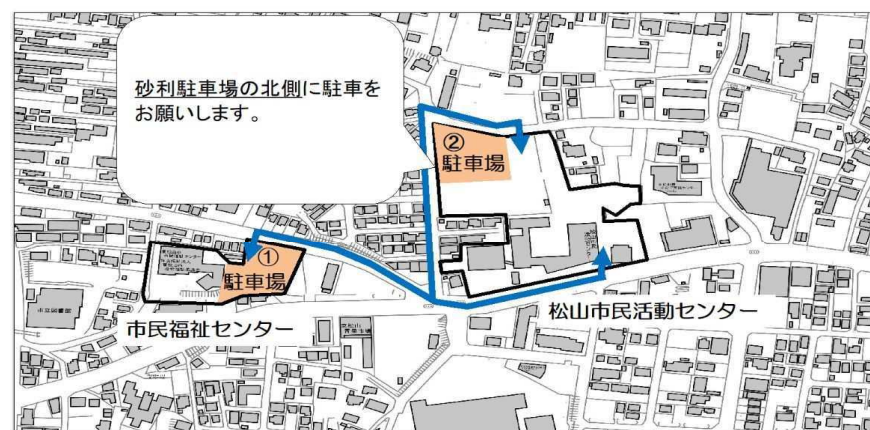 砂利駐車場の北側に駐車を
お願いします。
②
駐車場
①
駐車場
市民福祉センター
松山市民活動センター